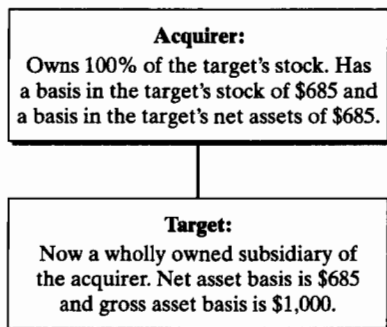 Acquirer:
Owns 100% of the target's stock. Has
a basis in the target's stock of $685 and
a basis in the target's net assets of $685.
Target:
Now a wholly owned subsidiary of
the acquirer. Net asset basis is $685
and gross asset basis is $1,000.